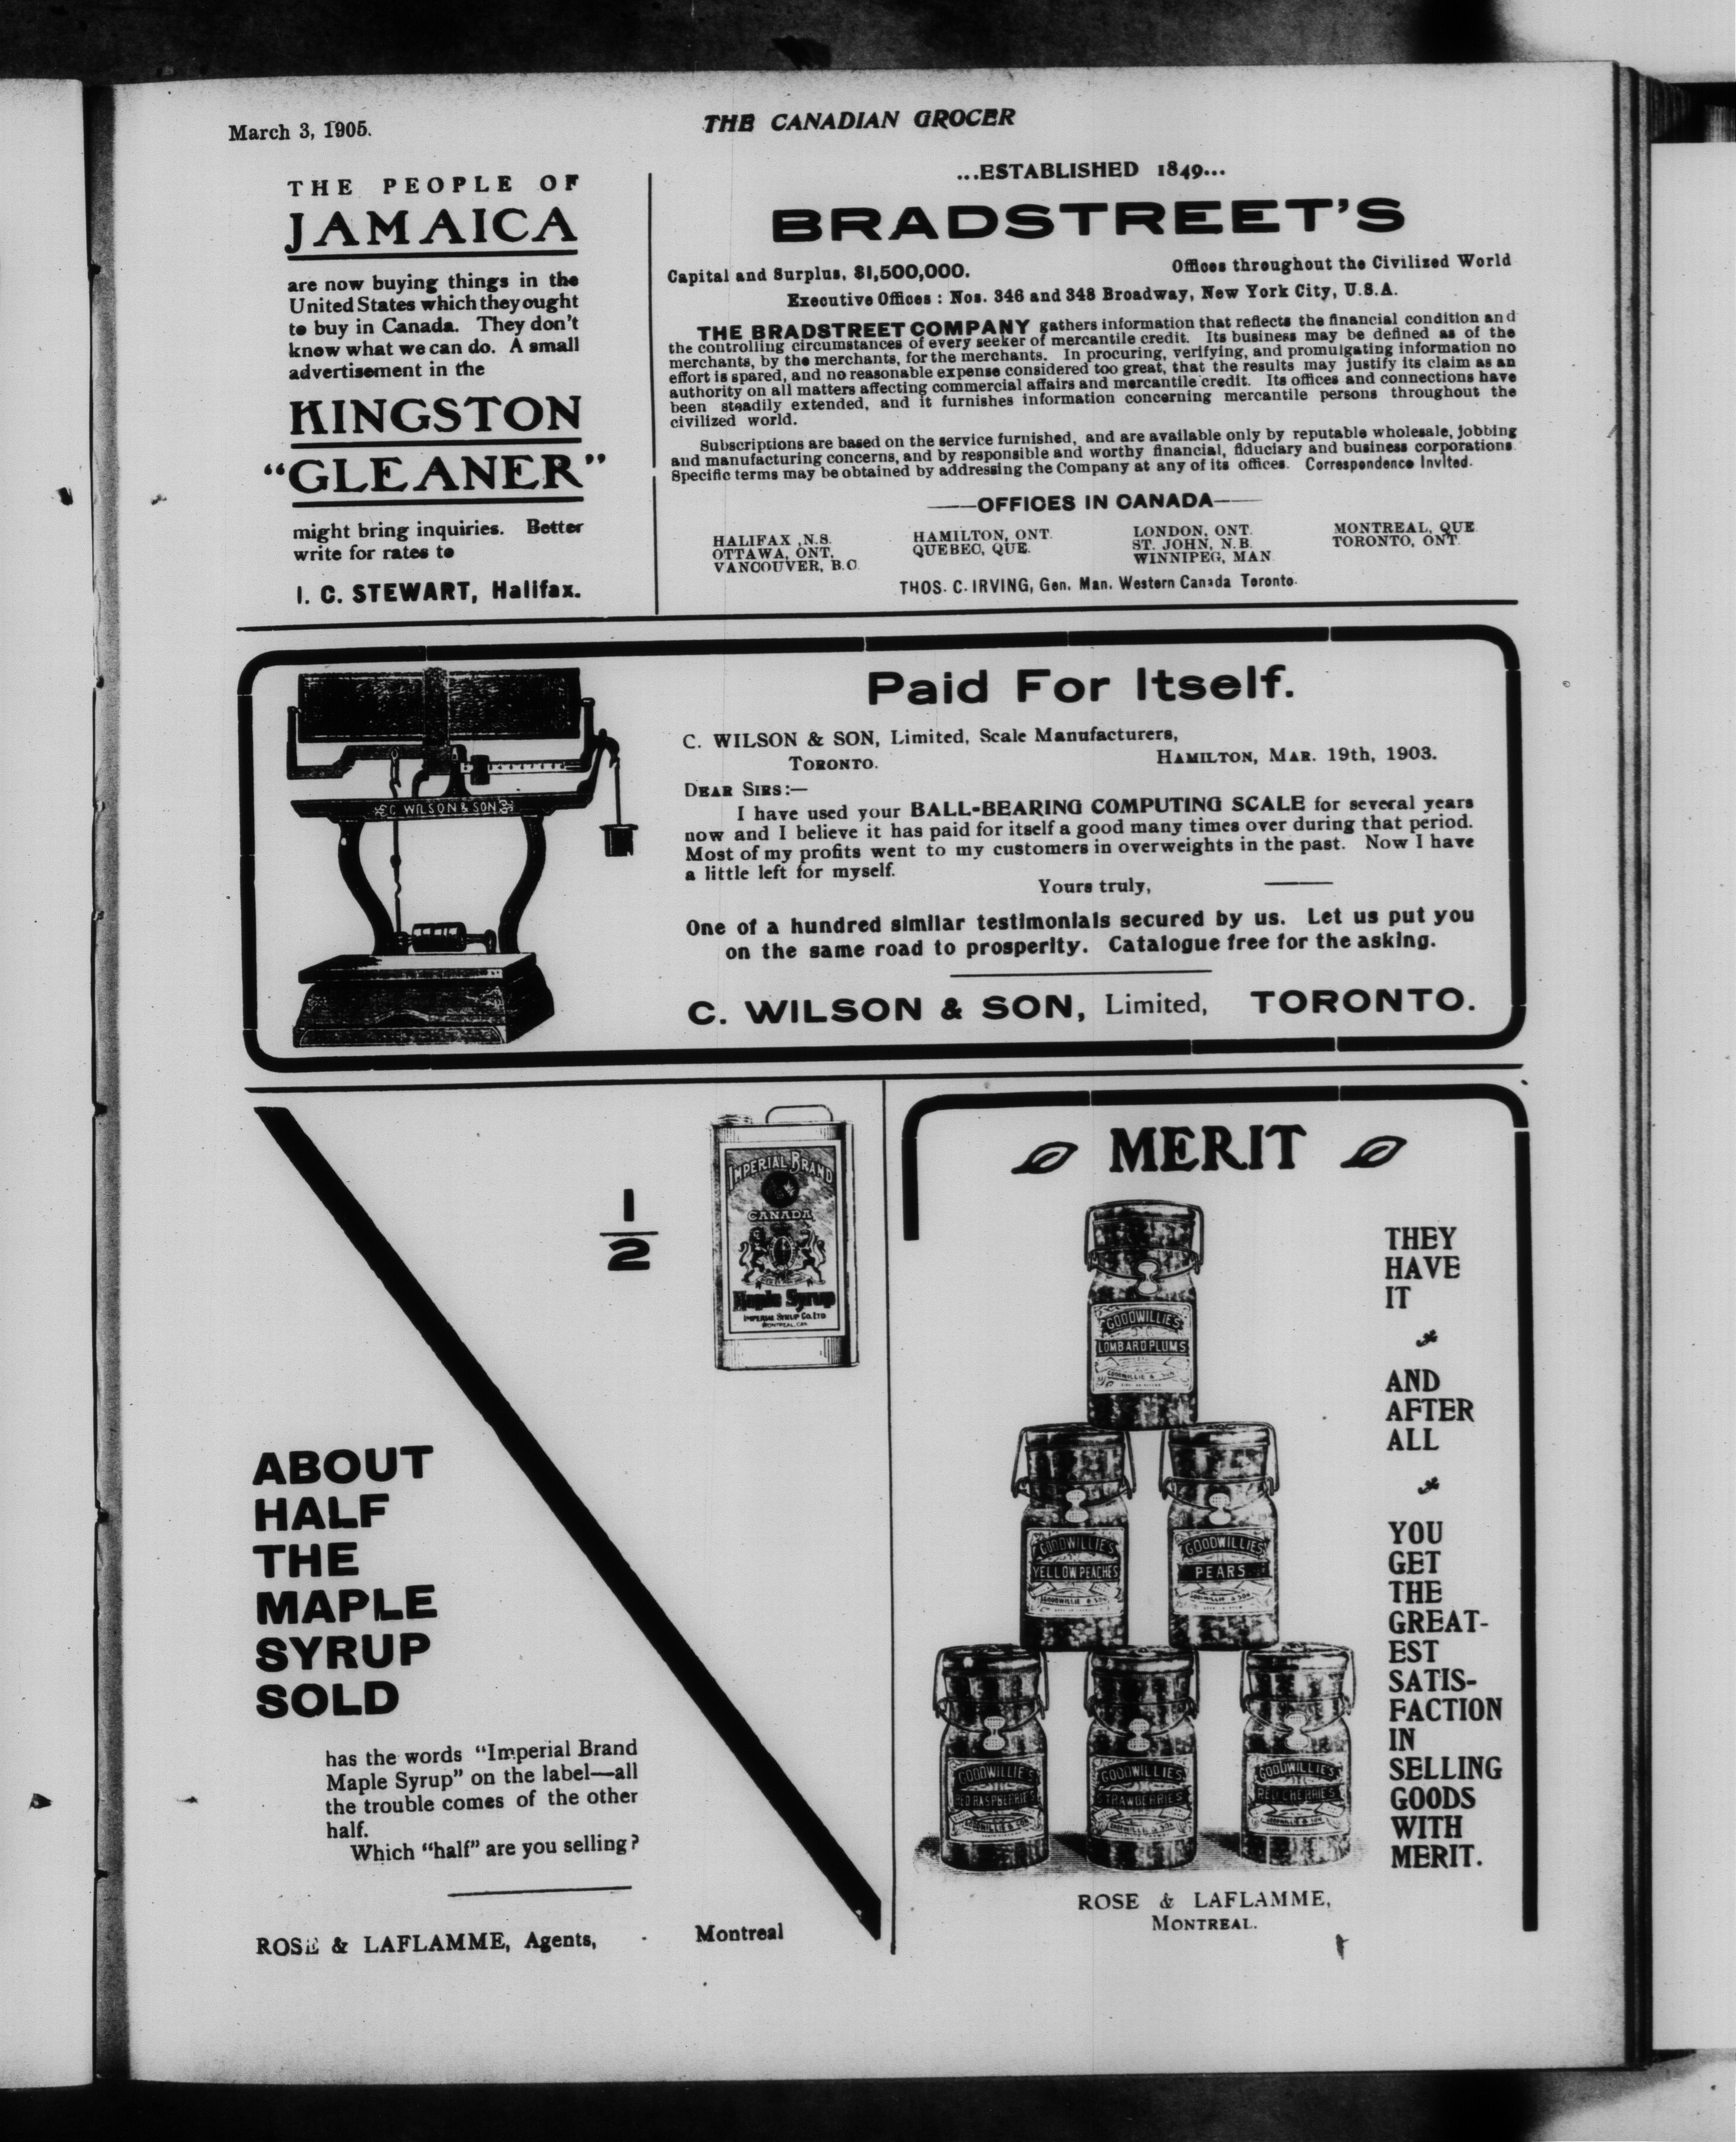 March 3, 1905.
THE CANADIAN GROCER
THE PEOPLE OF
JAMAICA
are now buying things in the
United States which they ought
to buy in Canada. They don't
know what we can do. A small
advertisement in the
KINGSTON
"GLEANER"
might bring inquiries. Better
write for rates to
I. C. STEWART, Halifax.
...ESTABLISHED 1849...
BRADSTREET'S
Capital and Surplus, $1,500,000.
Offices throughout the Civilized World
Executive Offices : Nos. 346 and 348 Broadway, New York City, U.S.A.
THE BRADSTREET COMPANY gathers information that reflects the financial condition and
the controlling circumstances of every seeker of mercantile credit. Its business may be defined as of the
merchants, by the merchants, for the merchants. In procuring, verifying, and promulgating information no
effort is spared, and no reasonable expense considered too great, that the results may justify its claim as an
authority on all matters affecting commercial affairs and mercantile credit. Its offices and connections have
been steadily extended, and it furnishes information concerning mercantile persons throughout the
civilized world.
Subscriptions are based on the service furnished, and are available only by reputable wholesale, jobbing
and manufacturing concerns, and by responsible and worthy financial, fiduciary and business corporations.
Specific terms may be obtained by addressing the Company at any of its offices. Correspondence Invited.
—OFFICES IN CANADA—
HALIFAX ,N.S. HAMILTON, ONT. LONDON, ONT. MONTREAL, QUE.
OTTAWA, ONT. QUEBEC, QUE. ST. JOHN, N.B. TORONTO, ONT.
VANCOUVER, B.C. WINNIPEG, MAN.
THOS. C. IRVING, Gen. Man. Western Canada Toronto.
C. WILSON & SON
Paid For Itself.
C. WILSON & SON, Limited, Scale Manufacturers,
TORONTO.
HAMILTON, MAR. 19th, 1903.
DEAR SIRS:—
I have used your BALL-BEARING COMPUTING SCALE for several years
now and I believe it has paid for itself a good many times over during that period.
Most of my profits went to my customers in overweights in the past. Now I have
a little left for myself.
Yours truly, ——
One of a hundred similar testimonials secured by us. Let us put you
on the same road to prosperity. Catalogue free for the asking.
C. WILSON & SON, Limited, TORONTO.
1/2
IMPERIAL BRAND
CANADA
Maple Syrup
IMPERIAL SYRUP CO. LTD
MONTREAL, CAN.
ABOUT
HALF
THE
MAPLE
SYRUP
SOLD
has the words "Imperial Brand
Maple Syrup" on the label—all
the trouble comes of the other
half.
Which "half" are you selling?
ROSE & LAFLAMME, Agents, - Montreal
MERIT
GOODWILLIE'S
LOMBARD PLUMS
GOODWILLIE & SON
GOODWILLIE'S
YELLOW PEACHES
GOODWILLIE & SON
GOODWILLIES
PEARS
GOODWILLIE'S
RED RASPBERRIES
GOODWILLIE & SON
GOODWILLIES
STRAWBERRIES
GOODWILLIE & SON
GOODWILLIES
RED CHERRIES
GOODWILLIE & SON
THEY
HAVE
IT
AND
AFTER
ALL
YOU
GET
THE
GREAT-
EST
SATIS-
FACTION
IN
SELLING
GOODS
WITH
MERIT.
ROSE & LAFLAMME,
MONTREAL.